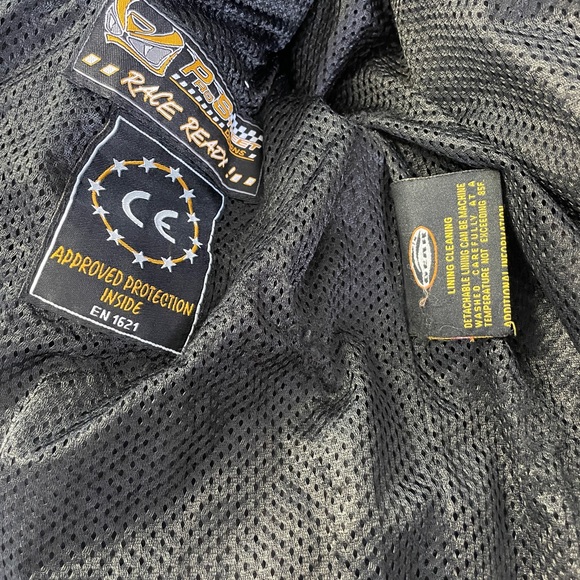 RACE READY!
CE
APPROVED PROTECTION
INSIDE
EN 1621
LINING CLEANING
DETACHABLE LINING CAN BE MACHINE
WASHED CAREFULLY AT A
TEMPERATURE NOT EXCEEDING 85F.
ADDITIONAL INFORMATION